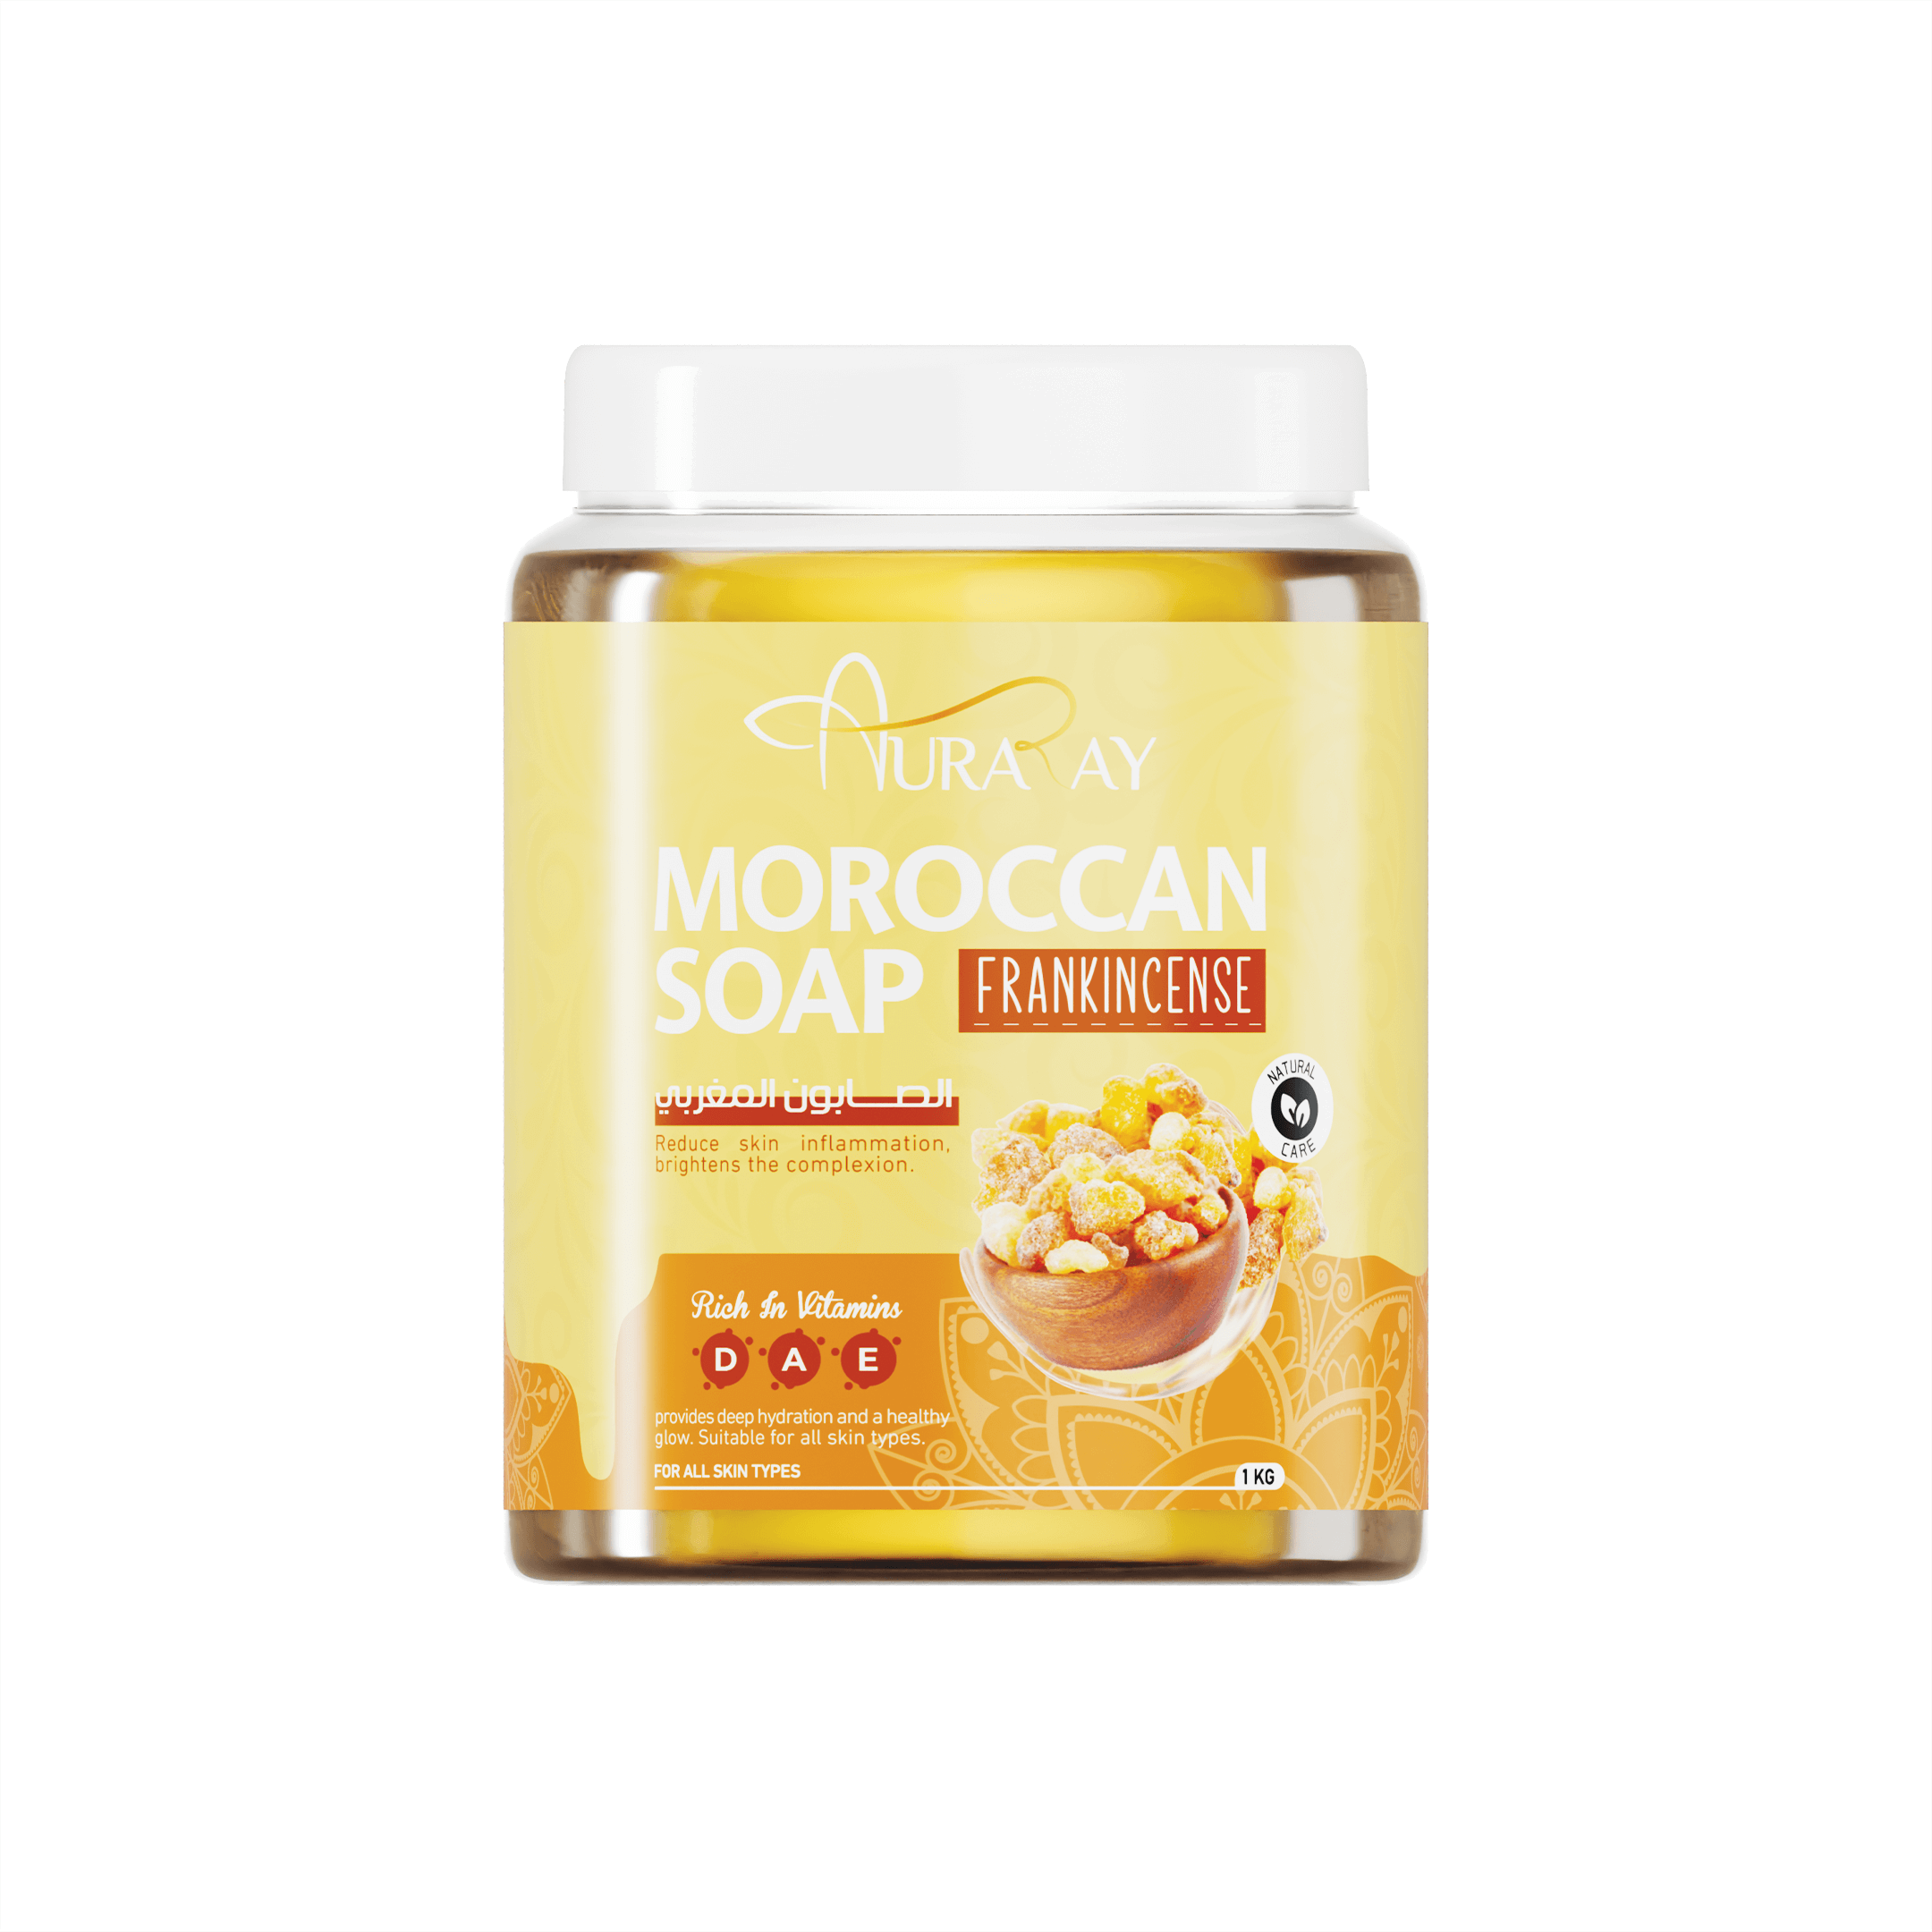 AURARAY
MOROCCAN
SOAP FRANKINCENSE
الصابون المغربي
Reduce skin inflammation,
brightens the complexion.
NATURAL
CARE
Rich In Vitamins
D A E
provides deep hydration and a healthy
glow. Suitable for all skin types.
FOR ALL SKIN TYPES
1 KG